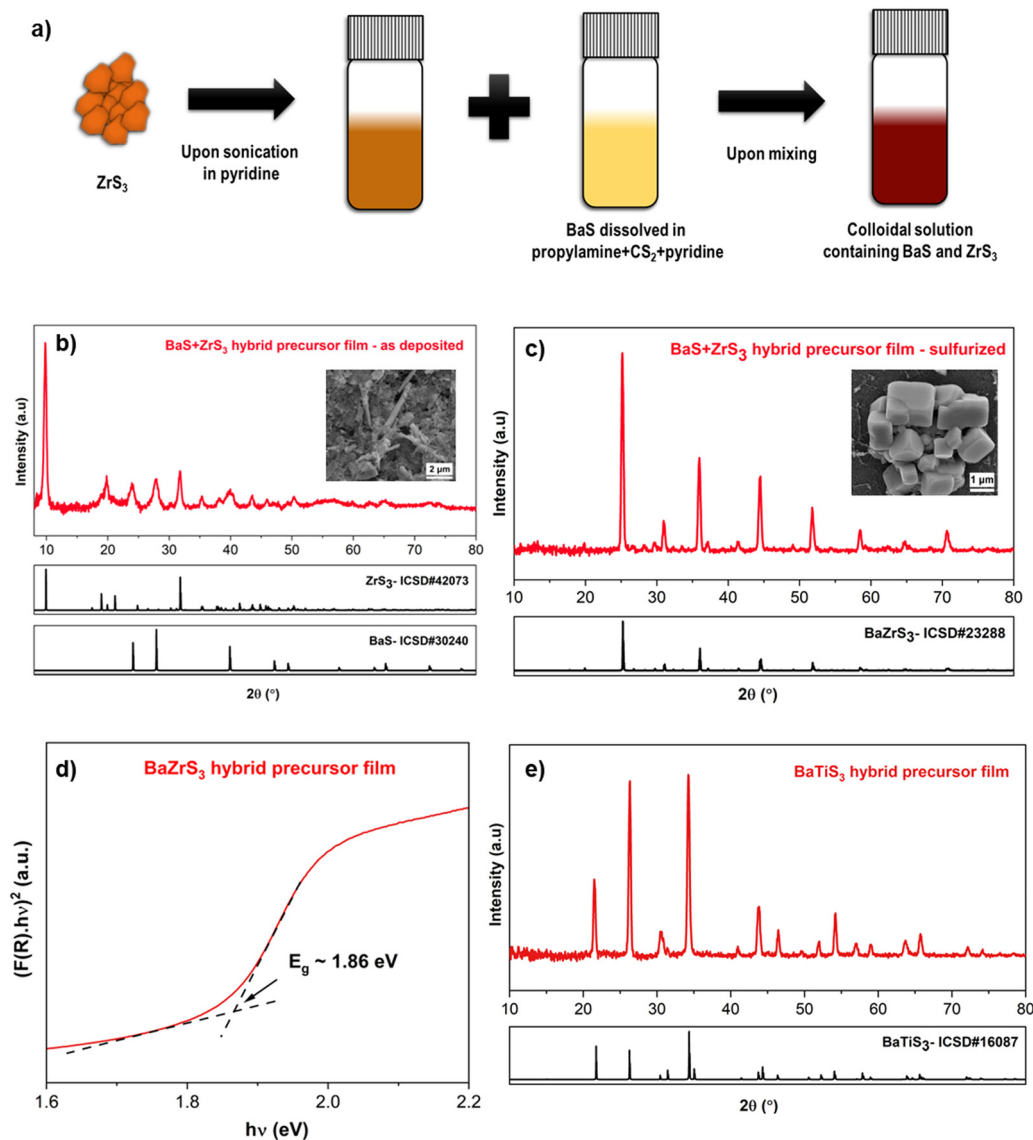 a)
ZrS₃
Upon sonication
in pyridine
BaS dissolved in
propylamine+CS₂+pyridine
Upon mixing
Colloidal solution
containing BaS and ZrS₃
b)
BaS+ZrS₃ hybrid precursor film - as deposited
2 µm
Intensity (a.u)
10 20 30 40 50 60 70 80
ZrS₃- ICSD#42073
BaS- ICSD#30240
2θ (°)
c)
BaS+ZrS₃ hybrid precursor film - sulfurized
1 µm
Intensity (a.u)
10 20 30 40 50 60 70 80
BaZrS₃- ICSD#23288
2θ (°)
d)
BaZrS₃ hybrid precursor film
(F(R).hν)² (a.u.)
E_g ~ 1.86 eV
1.6 1.8 2.0 2.2
hν (eV)
e)
BaTiS₃ hybrid precursor film
Intensity (a.u)
10 20 30 40 50 60 70 80
BaTiS₃- ICSD#16087
2θ (°)